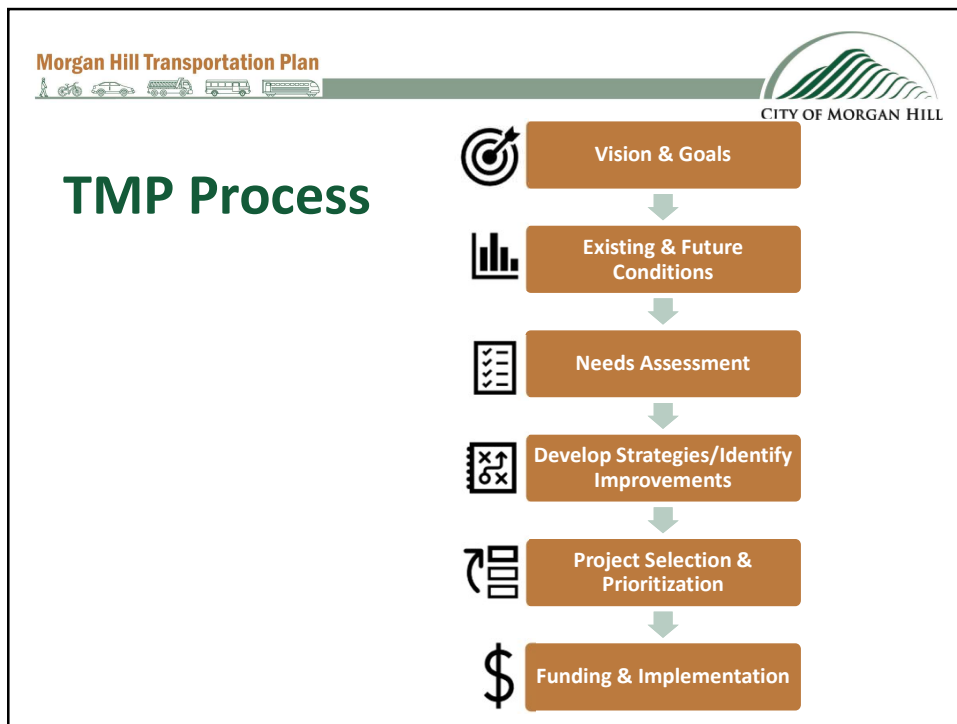 Morgan Hill Transportation Plan
CITY OF MORGAN HILL
TMP Process
Vision & Goals
Existing & Future
Conditions
Needs Assessment
Develop Strategies/Identify
Improvements
Project Selection &
Prioritization
Funding & Implementation